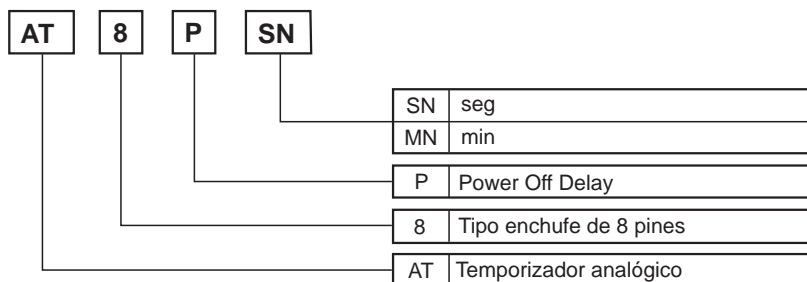 AT 8 P SN
SN seg
MN min
P Power Off Delay
8 Tipo enchufe de 8 pines
AT Temporizador analógico